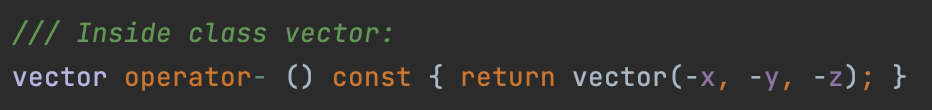 /// Inside class vector:
vector operator- () const { return vector(-x, -y, -z); }